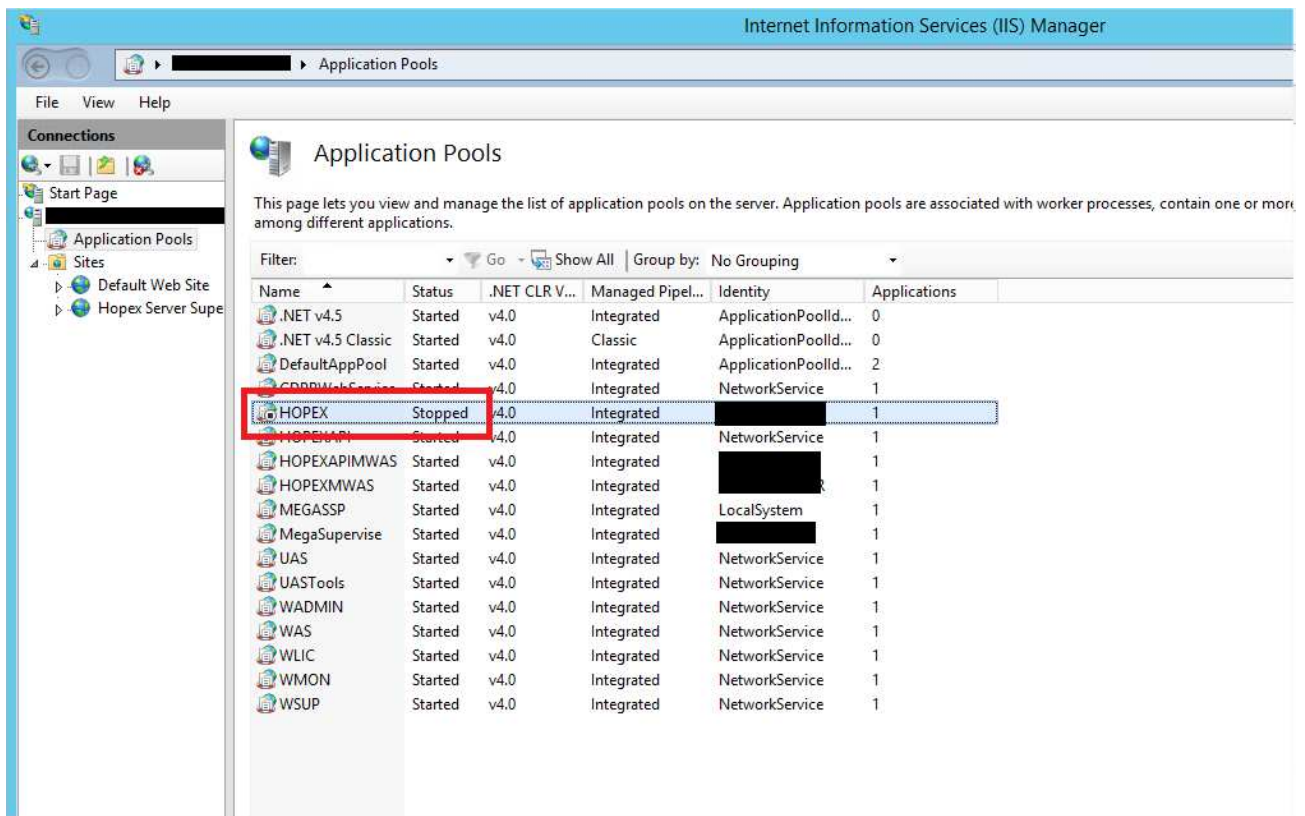 Internet Information Services (IIS) Manager
Application Pools
File View Help
Connections
Start Page
Application Pools
Sites
Default Web Site
Hopex Server Supe
Application Pools
This page lets you view and manage the list of application pools on the server. Application pools are associated with worker processes, contain one or more
among different applications.
Filter: Go Show All Group by: No Grouping
Name Status .NET CLR V... Managed Pipel... Identity Applications
.NET v4.5 Started v4.0 Integrated ApplicationPoolId... 0
.NET v4.5 Classic Started v4.0 Classic ApplicationPoolId... 0
DefaultAppPool Started v4.0 Integrated ApplicationPoolId... 2
GDPRWebService Started v4.0 Integrated NetworkService 1
HOPEX Stopped v4.0 Integrated 1
HOPEXAPI Started v4.0 Integrated NetworkService 1
HOPEXAPIMWAS Started v4.0 Integrated 1
HOPEXMWAS Started v4.0 Integrated 1
MEGASSP Started v4.0 Integrated LocalSystem 1
MegaSupervise Started v4.0 Integrated 1
UAS Started v4.0 Integrated NetworkService 1
UASTools Started v4.0 Integrated NetworkService 1
WADMIN Started v4.0 Integrated NetworkService 1
WAS Started v4.0 Integrated NetworkService 1
WLIC Started v4.0 Integrated NetworkService 1
WMON Started v4.0 Integrated NetworkService 1
WSUP Started v4.0 Integrated NetworkService 1